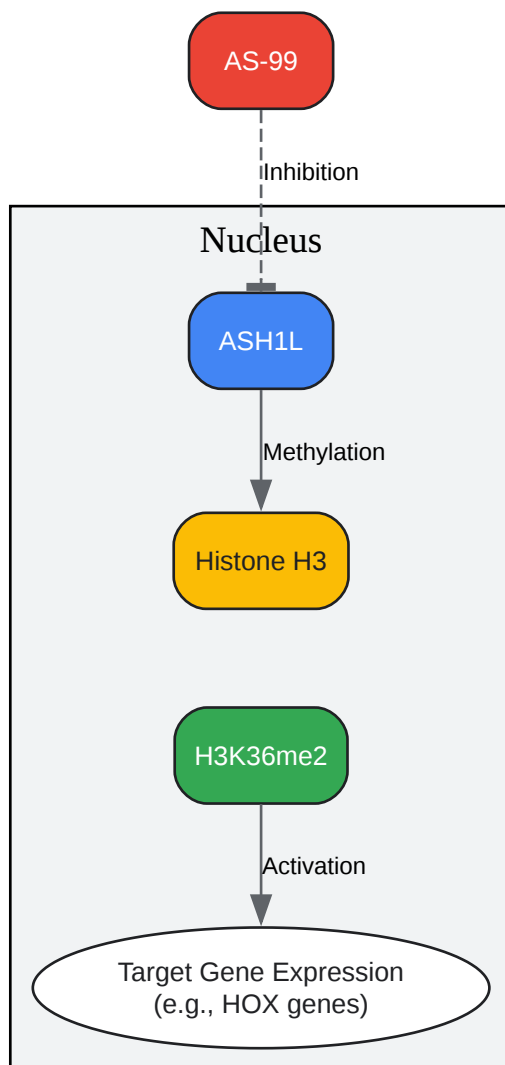 AS-99
Inhibition
Nucleus
ASH1L
Methylation
Histone H3
H3K36me2
Activation
Target Gene Expression
(e.g., HOX genes)